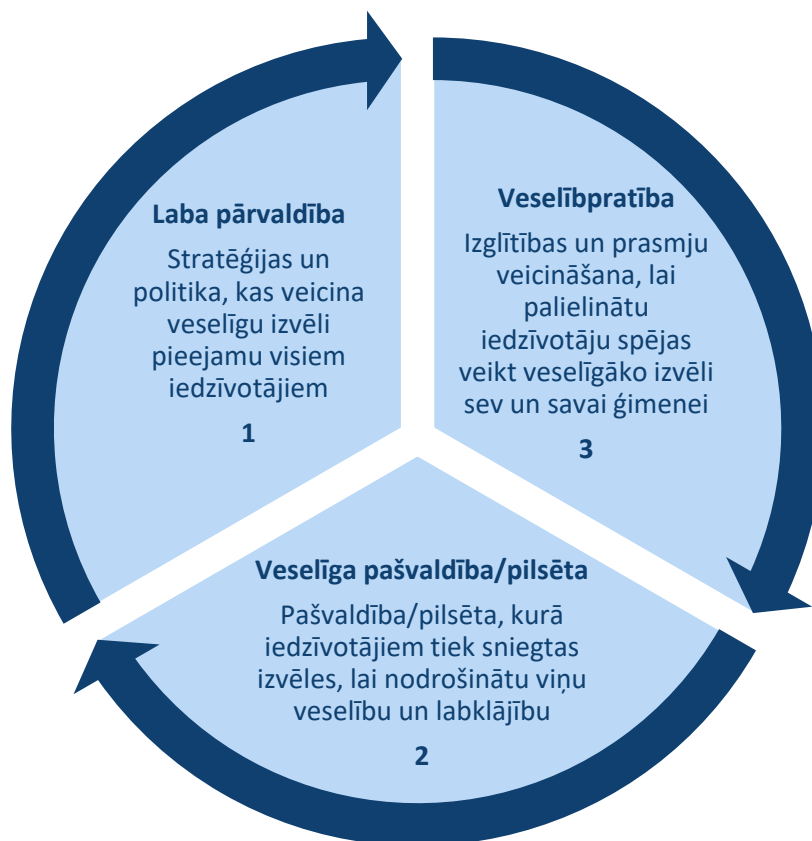 Laba pārvaldība
Stratēģijas un
politika, kas veicina
veselīgu izvēli
pieejamu visiem
iedzīvotājiem
1
Veselībpratība
Izglītības un prasmju
veicināšana, lai
palielinātu
iedzīvotāju spējas
veikt veselīgāko izvēli
sev un savai ģimenei
3
Veselīga pašvaldība/pilsēta
Pašvaldība/pilsēta, kurā
iedzīvotājiem tiek sniegtas
izvēles, lai nodrošinātu viņu
veselību un labklājību
2